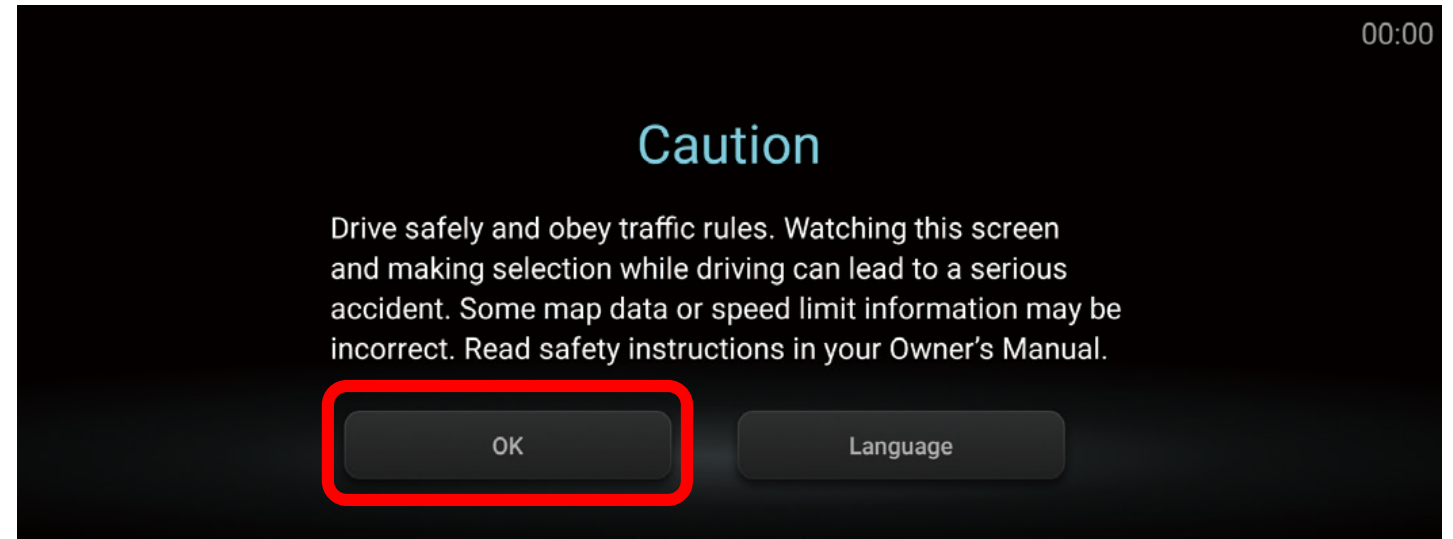 00:00
Caution
Drive safely and obey traffic rules. Watching this screen
and making selection while driving can lead to a serious
accident. Some map data or speed limit information may be
incorrect. Read safety instructions in your Owner’s Manual.
OK
Language